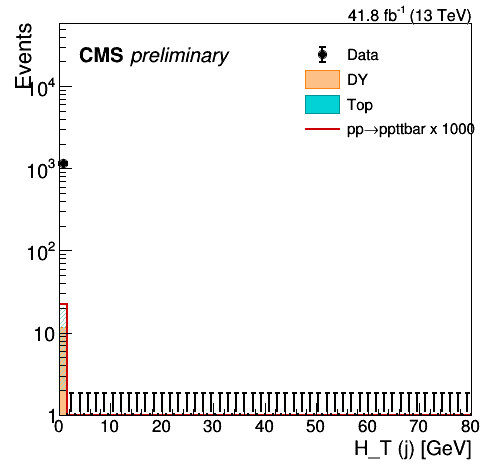 41.8 fb⁻¹ (13 TeV)
Events
CMS preliminary
Data
DY
Top
pp→ppttbar x 1000
10⁴
10³
10²
10
1
0 10 20 30 40 50 60 70 80
H_T (j) [GeV]